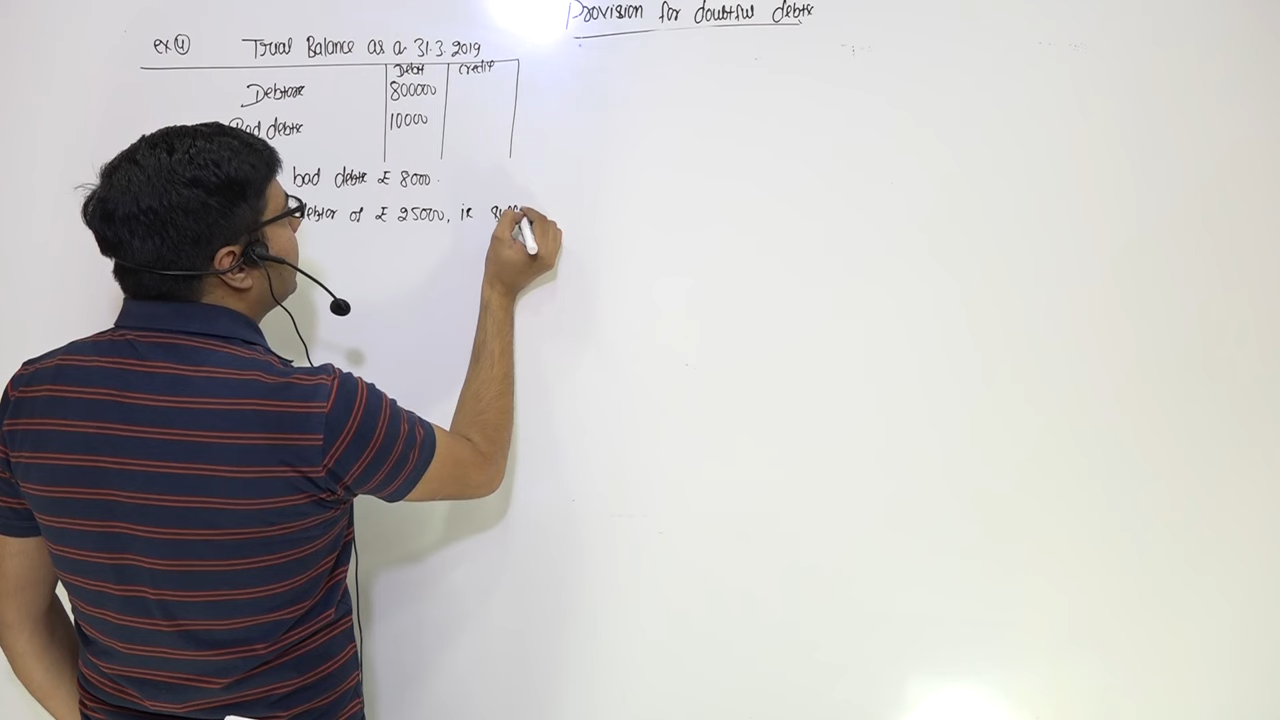 Provision for doubtful debts
ex ④ Trial Balance as a 31.3.2019
Debit Credit
Debtors 800000
Bad debts 10000
bad debts £ 8000.
debtor of £ 25000, is